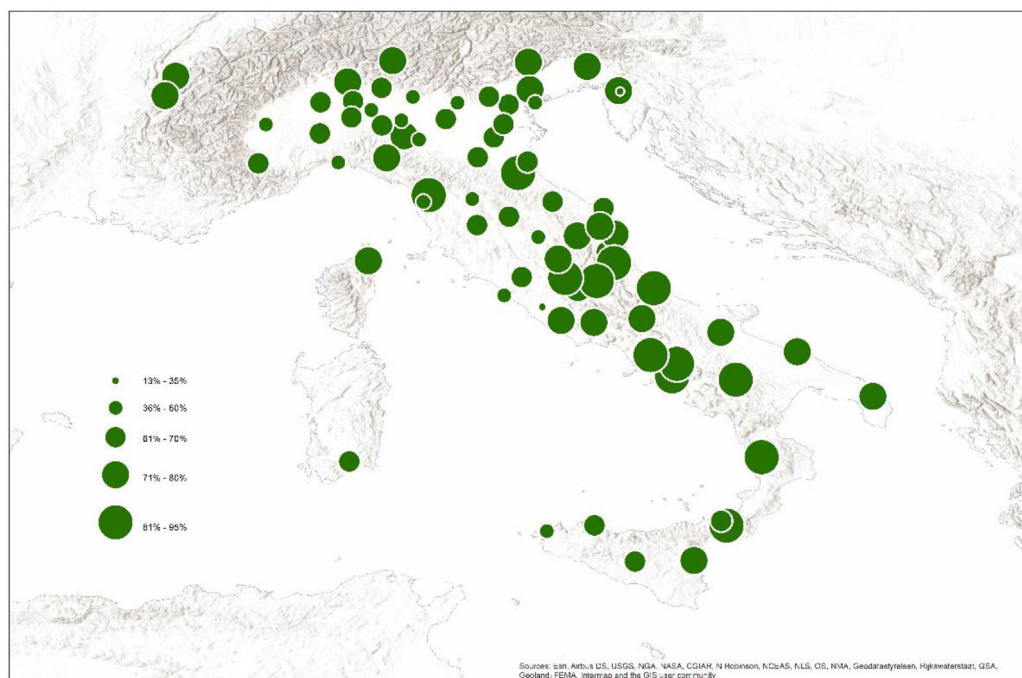 13% - 35%
36% - 60%
61% - 70%
71% - 80%
81% - 95%
Sources: Esri, Airbus DS, USGS, NGA, NASA, CGIAR, N Robinson, NCEAS, NLS, OS, NMA, Geodatastyrelsen, Rijkswaterstaat, GSA,
Geoland, FEMA, Intermap and the GIS user community